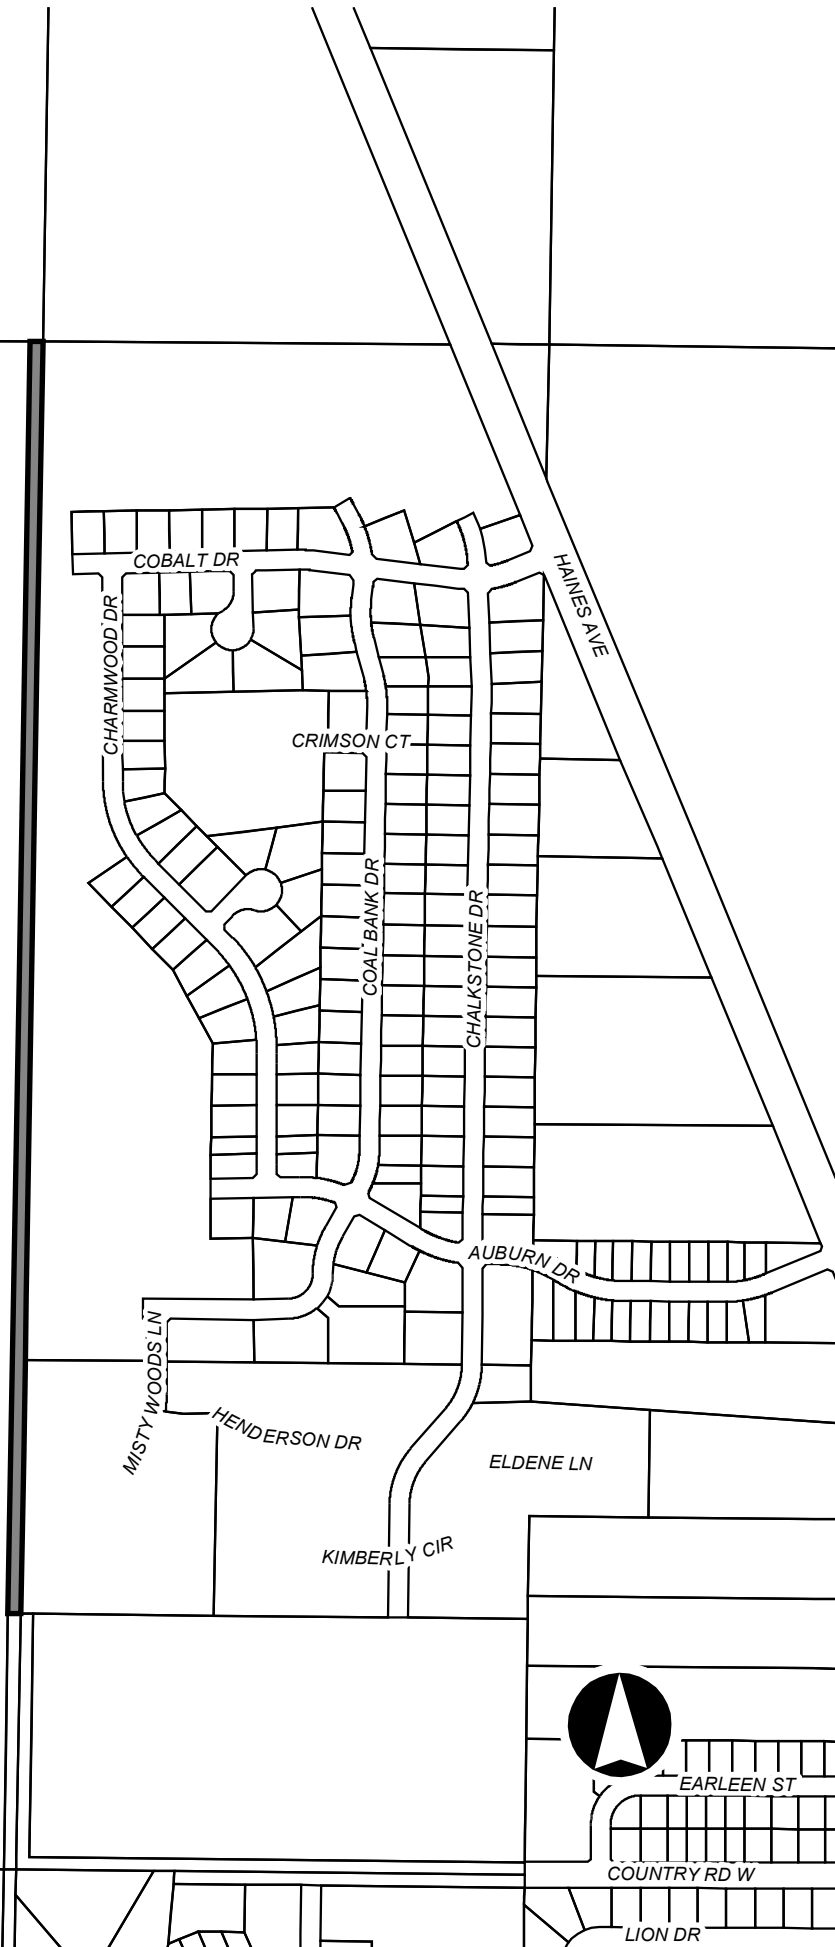 COBALT DR
HAINES AVE
CHARMWOOD DR
CRIMSON CT
COAL BANK DR
CHALKSTONE DR
AUBURN DR
MISTY WOODS LN
HENDERSON DR
ELDENE LN
KIMBERLY CIR
EARLEEN ST
COUNTRY RD W
LION DR